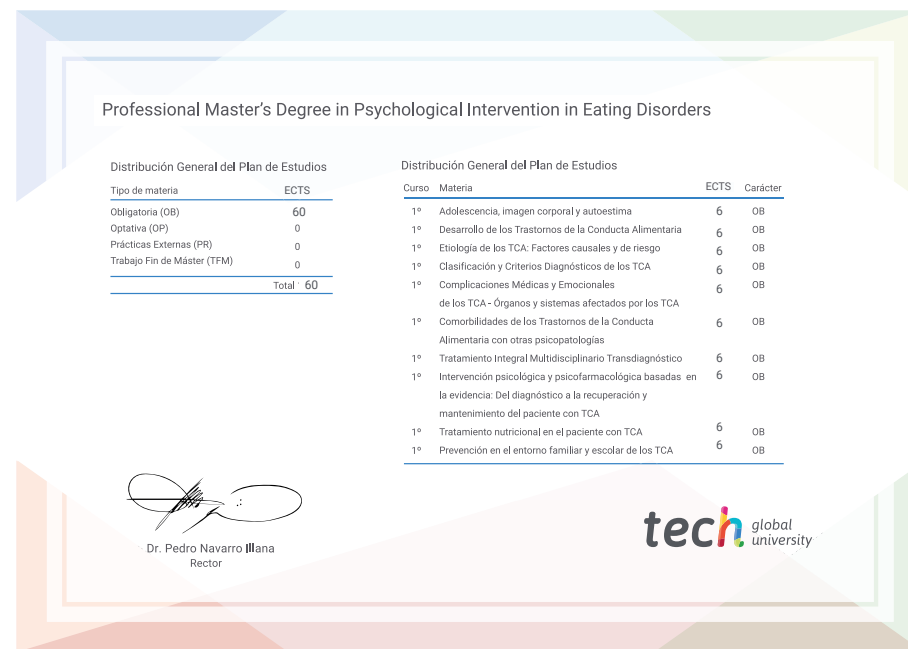 Professional Master's Degree in Psychological Intervention in Eating Disorders
Distribución General del Plan de Estudios
Tipo de materia ECTS
Obligatoria (OB) 60
Optativa (OP) 0
Prácticas Externas (PR) 0
Trabajo Fin de Máster (TFM) 0
Total 60
Distribución General del Plan de Estudios
Curso Materia ECTS Carácter
1º Adolescencia, imagen corporal y autoestima 6 OB
1º Desarrollo de los Trastornos de la Conducta Alimentaria 6 OB
1º Etiología de los TCA: Factores causales y de riesgo 6 OB
1º Clasificación y Criterios Diagnósticos de los TCA 6 OB
1º Complicaciones Médicas y Emocionales 6 OB
de los TCA - Órganos y sistemas afectados por los TCA
1º Comorbilidades de los Trastornos de la Conducta 6 OB
Alimentaria con otras psicopatologías
1º Tratamiento Integral Multidisciplinario Transdiagnóstico 6 OB
1º Intervención psicológica y psicofarmacológica basadas en 6 OB
la evidencia: Del diagnóstico a la recuperación y
mantenimiento del paciente con TCA
1º Tratamiento nutricional en el paciente con TCA 6 OB
1º Prevención en el entorno familiar y escolar de los TCA 6 OB
Dr. Pedro Navarro Illana
Rector
tech global
university